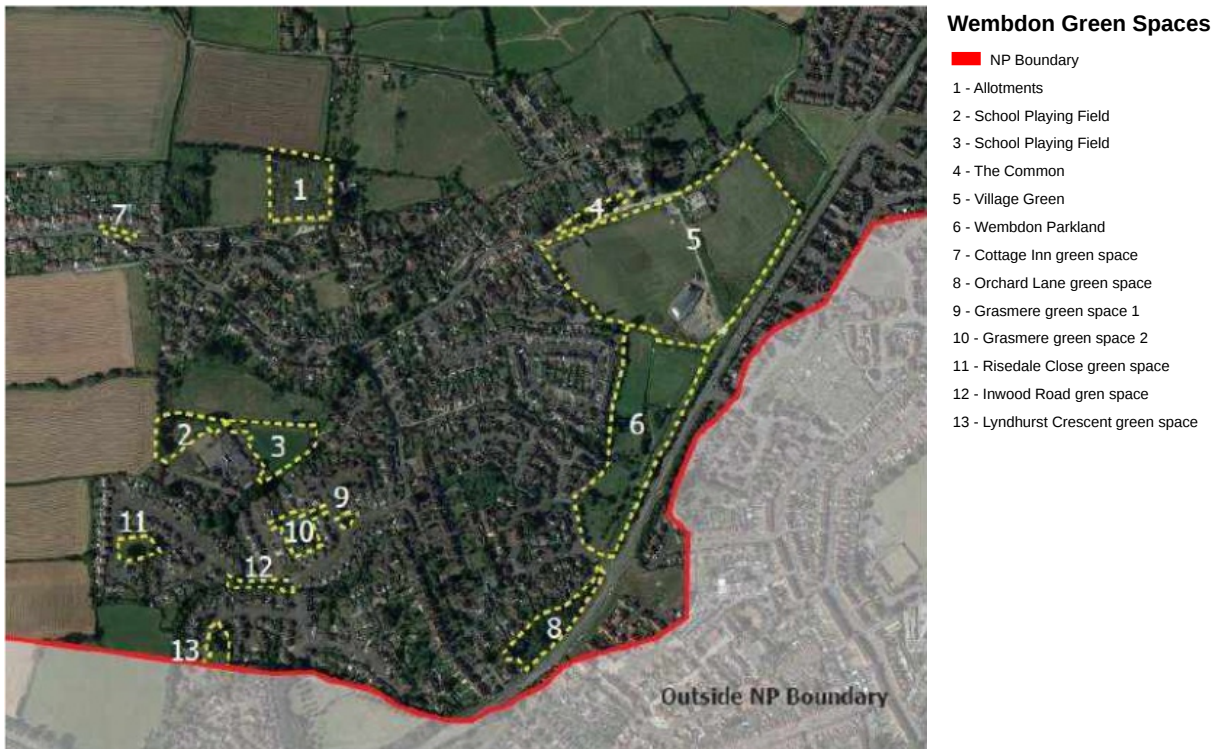 Wembdon Green Spaces
NP Boundary
1 - Allotments
2 - School Playing Field
3 - School Playing Field
4 - The Common
5 - Village Green
6 - Wembdon Parkland
7 - Cottage Inn green space
8 - Orchard Lane green space
9 - Grasmere green space 1
10 - Grasmere green space 2
11 - Risedale Close green space
12 - Inwood Road gren space
13 - Lyndhurst Crescent green space
1
4
7
5
6
2
3
9
10
11
12
8
13
Outside NP Boundary